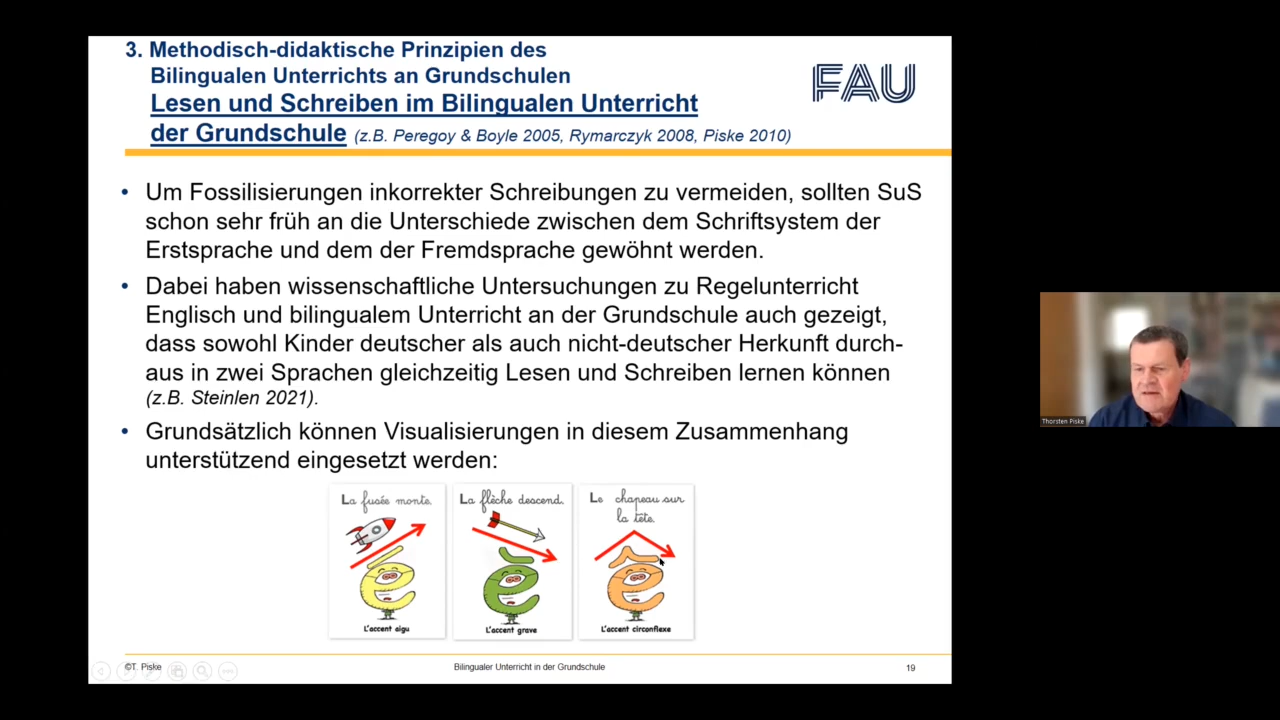 3. Methodisch-didaktische Prinzipien des
Bilingualen Unterrichts an Grundschulen
Lesen und Schreiben im Bilingualen Unterricht
der Grundschule (z.B. Peregoy & Boyle 2005, Rymarczyk 2008, Piske 2010)
FAU
• Um Fossilisierungen inkorrekter Schreibungen zu vermeiden, sollten SuS
schon sehr früh an die Unterschiede zwischen dem Schriftsystem der
Erstsprache und dem der Fremdsprache gewöhnt werden.
• Dabei haben wissenschaftliche Untersuchungen zu Regelunterricht
Englisch und bilingualem Unterricht an der Grundschule auch gezeigt,
dass sowohl Kinder deutscher als auch nicht-deutscher Herkunft durch-
aus in zwei Sprachen gleichzeitig Lesen und Schreiben lernen können
(z.B. Steinlen 2021).
• Grundsätzlich können Visualisierungen in diesem Zusammenhang
unterstützend eingesetzt werden:
La fusée monte.
é
L'accent aigu
La flèche descend.
è
L'accent grave
Le chapeau sur
la tête.
ê
L'accent circonflexe
©T. Piske
Bilingualer Unterricht in der Grundschule
19
Thorsten Piske